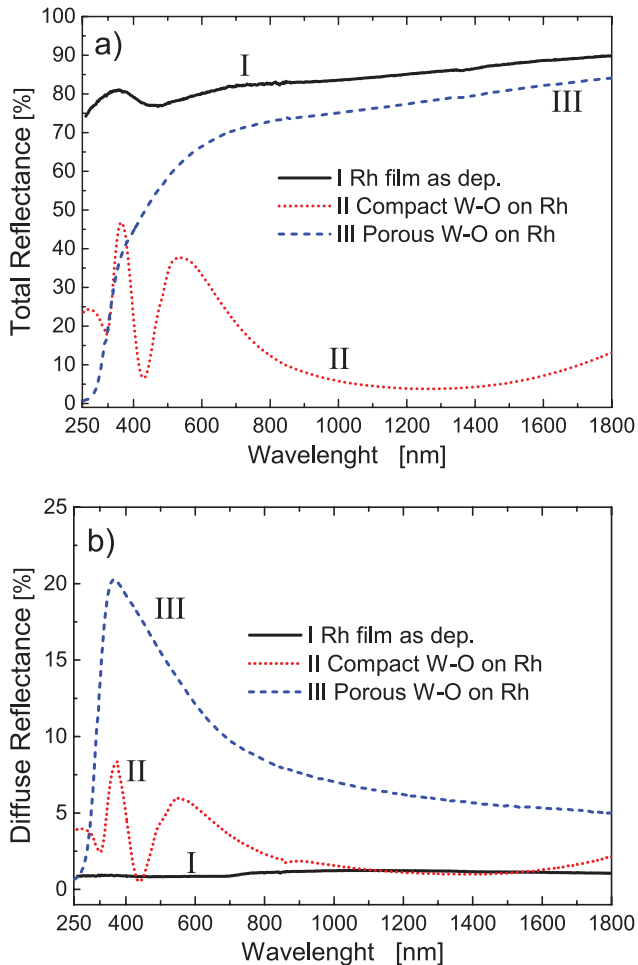 a)
I
III
I Rh film as dep.
II Compact W-O on Rh
III Porous W-O on Rh
II
Total Reflectance [%]
100
90
80
70
60
50
40
30
20
10
0
250 400 600 800 1000 1200 1400 1600 1800
Wavelenght [nm]
b)
III
I Rh film as dep.
II Compact W-O on Rh
III Porous W-O on Rh
II
I
Diffuse Reflectance [%]
25
20
15
10
5
0
250 400 600 800 1000 1200 1400 1600 1800
Wavelenght [nm]